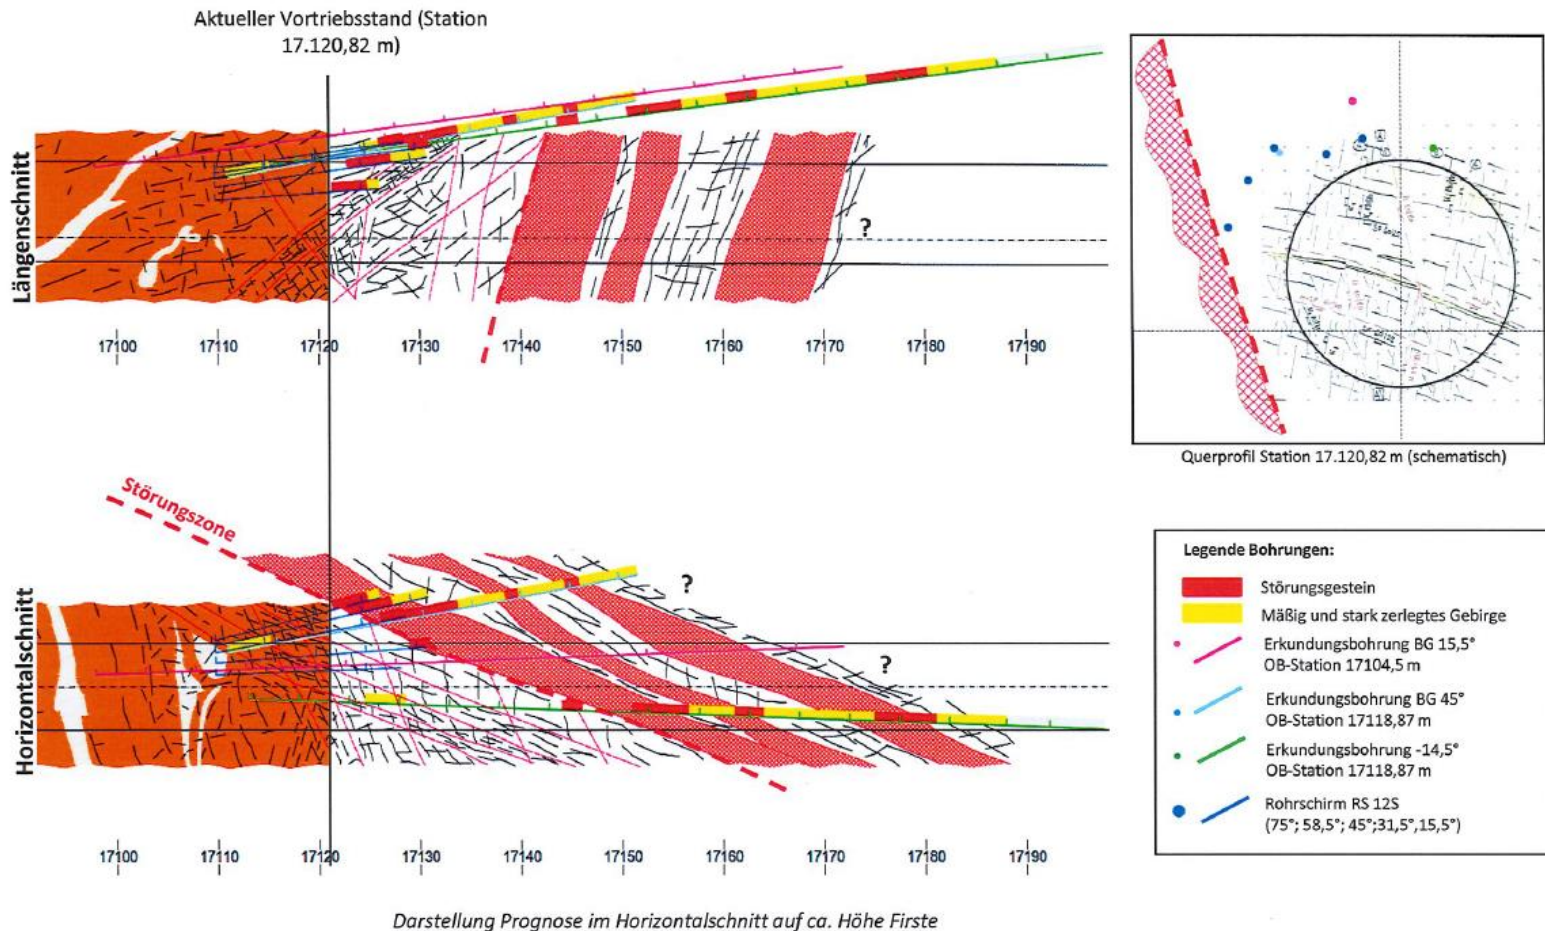 Aktueller Vortriebsstand (Station
17.120,82 m)
Längenschnitt
?
17100
17110
17120
17130
17140
17150
17160
17170
17180
17190
Querprofil Station 17.120,82 m (schematisch)
Störungszone
Horizontalschnitt
?
?
17100
17110
17120
17130
17140
17150
17160
17170
17180
17190
Darstellung Prognose im Horizontalschnitt auf ca. Höhe Firste
Legende Bohrungen:
Störungsgestein
Mäßig und stark zerlegtes Gebirge
Erkundungsbohrung BG 15,5°
OB-Station 17104,5 m
Erkundungsbohrung BG 45°
OB-Station 17118,87 m
Erkundungsbohrung -14,5°
OB-Station 17118,87 m
Rohrschirm RS 12S
(75°; 58,5°; 45°;31,5°,15,5°)